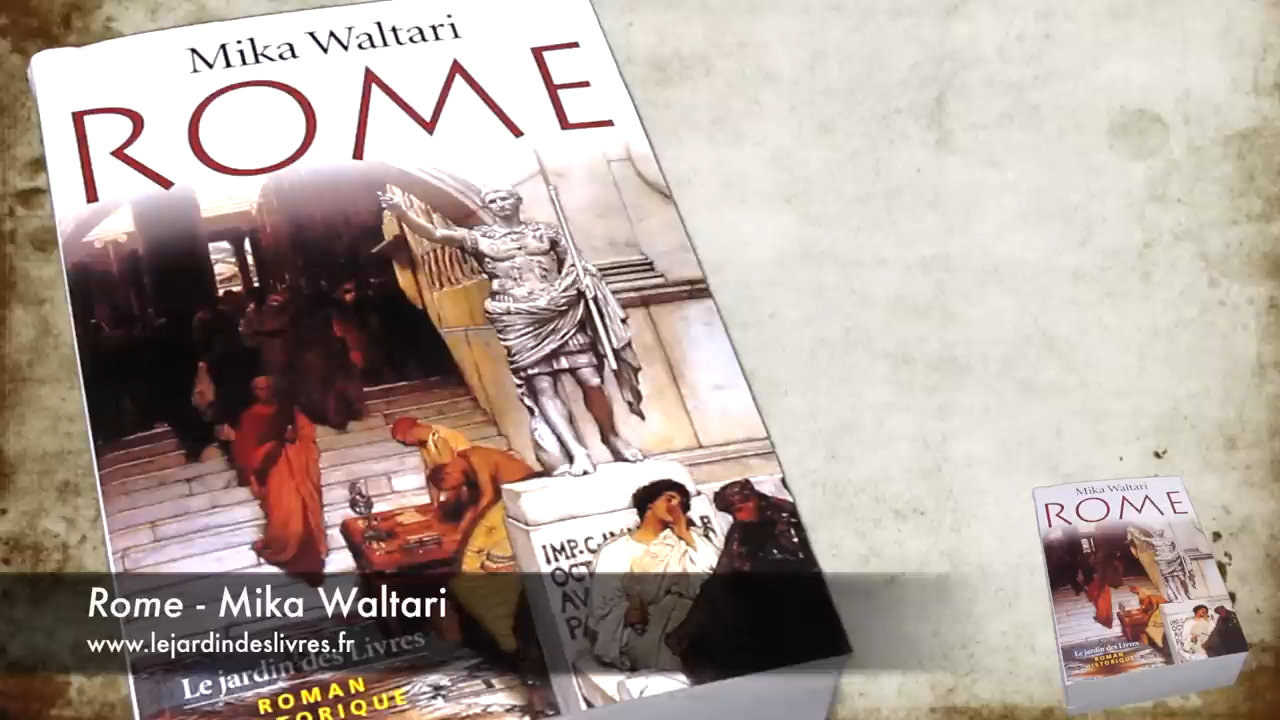 Mika Waltari
ROME
IMP.C
OCT
AV
Le jardin des Livres
ROMAN
Rome - Mika Waltari
www.lejardindeslivres.fr
Mika Waltari
ROME
Le jardin des Livres
ROMAN
HISTORIQUE